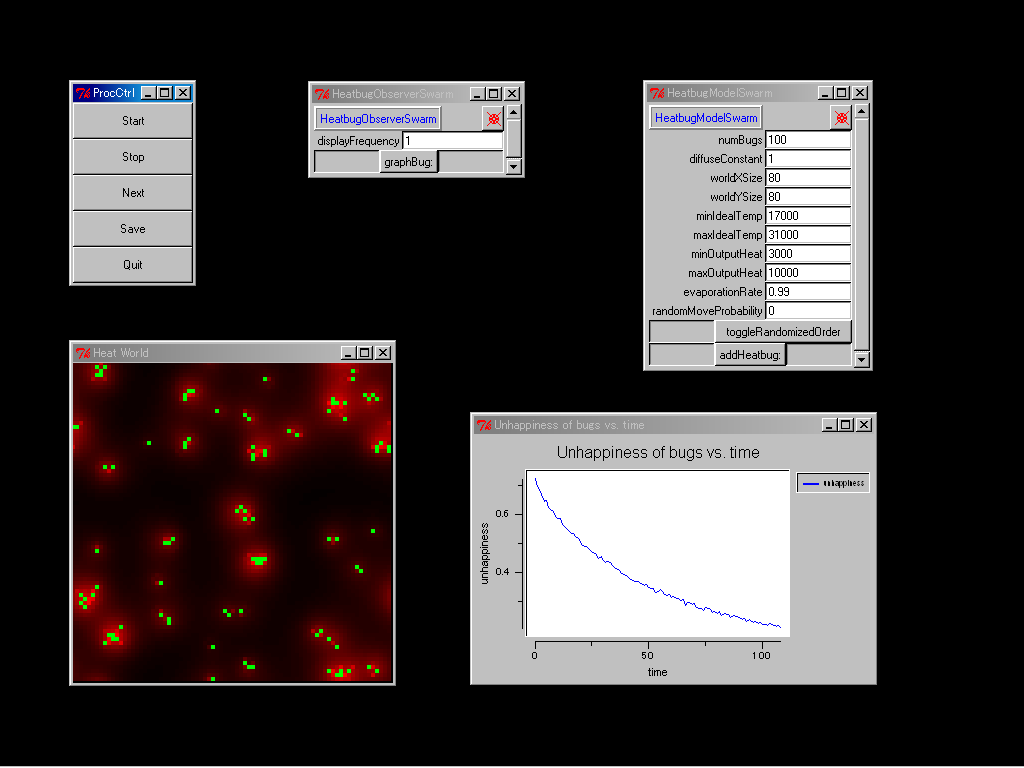 ProcCtrl
Start
Stop
Next
Save
Quit
HeatbugObserverSwarm
HeatbugObserverSwarm
displayFrequency 1
graphBug:
HeatbugModelSwarm
HeatbugModelSwarm
numBugs 100
diffuseConstant 1
worldXSize 80
worldYSize 80
minIdealTemp 17000
maxIdealTemp 31000
minOutputHeat 3000
maxOutputHeat 10000
evaporationRate 0.99
randomMoveProbability 0
toggleRandomizedOrder
addHeatbug:
Heat World
Unhappiness of bugs vs. time
Unhappiness of bugs vs. time
unhappiness
unhappiness
0.6
0.4
0 50 100
time